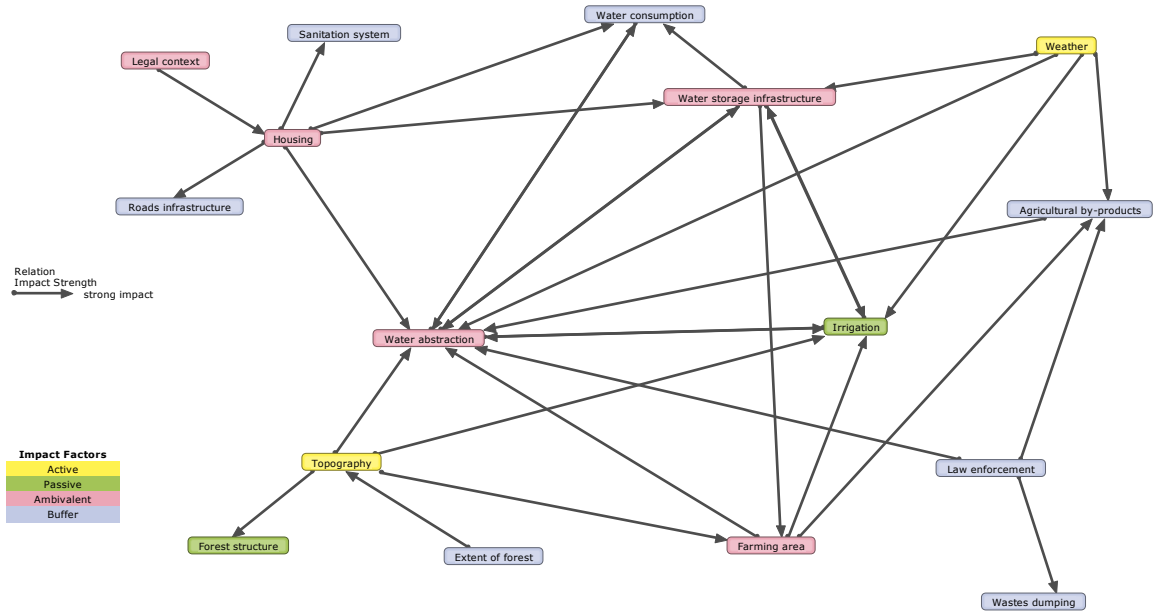 Water consumption
Sanitation system
Weather
Legal context
Water storage infrastructure
Housing
Roads infrastructure
Agricultural by-products
Relation
Impact Strength
strong impact
Irrigation
Water abstraction
Impact Factors
Active
Passive
Ambivalent
Buffer
Topography
Law enforcement
Forest structure
Extent of forest
Farming area
Wastes dumping